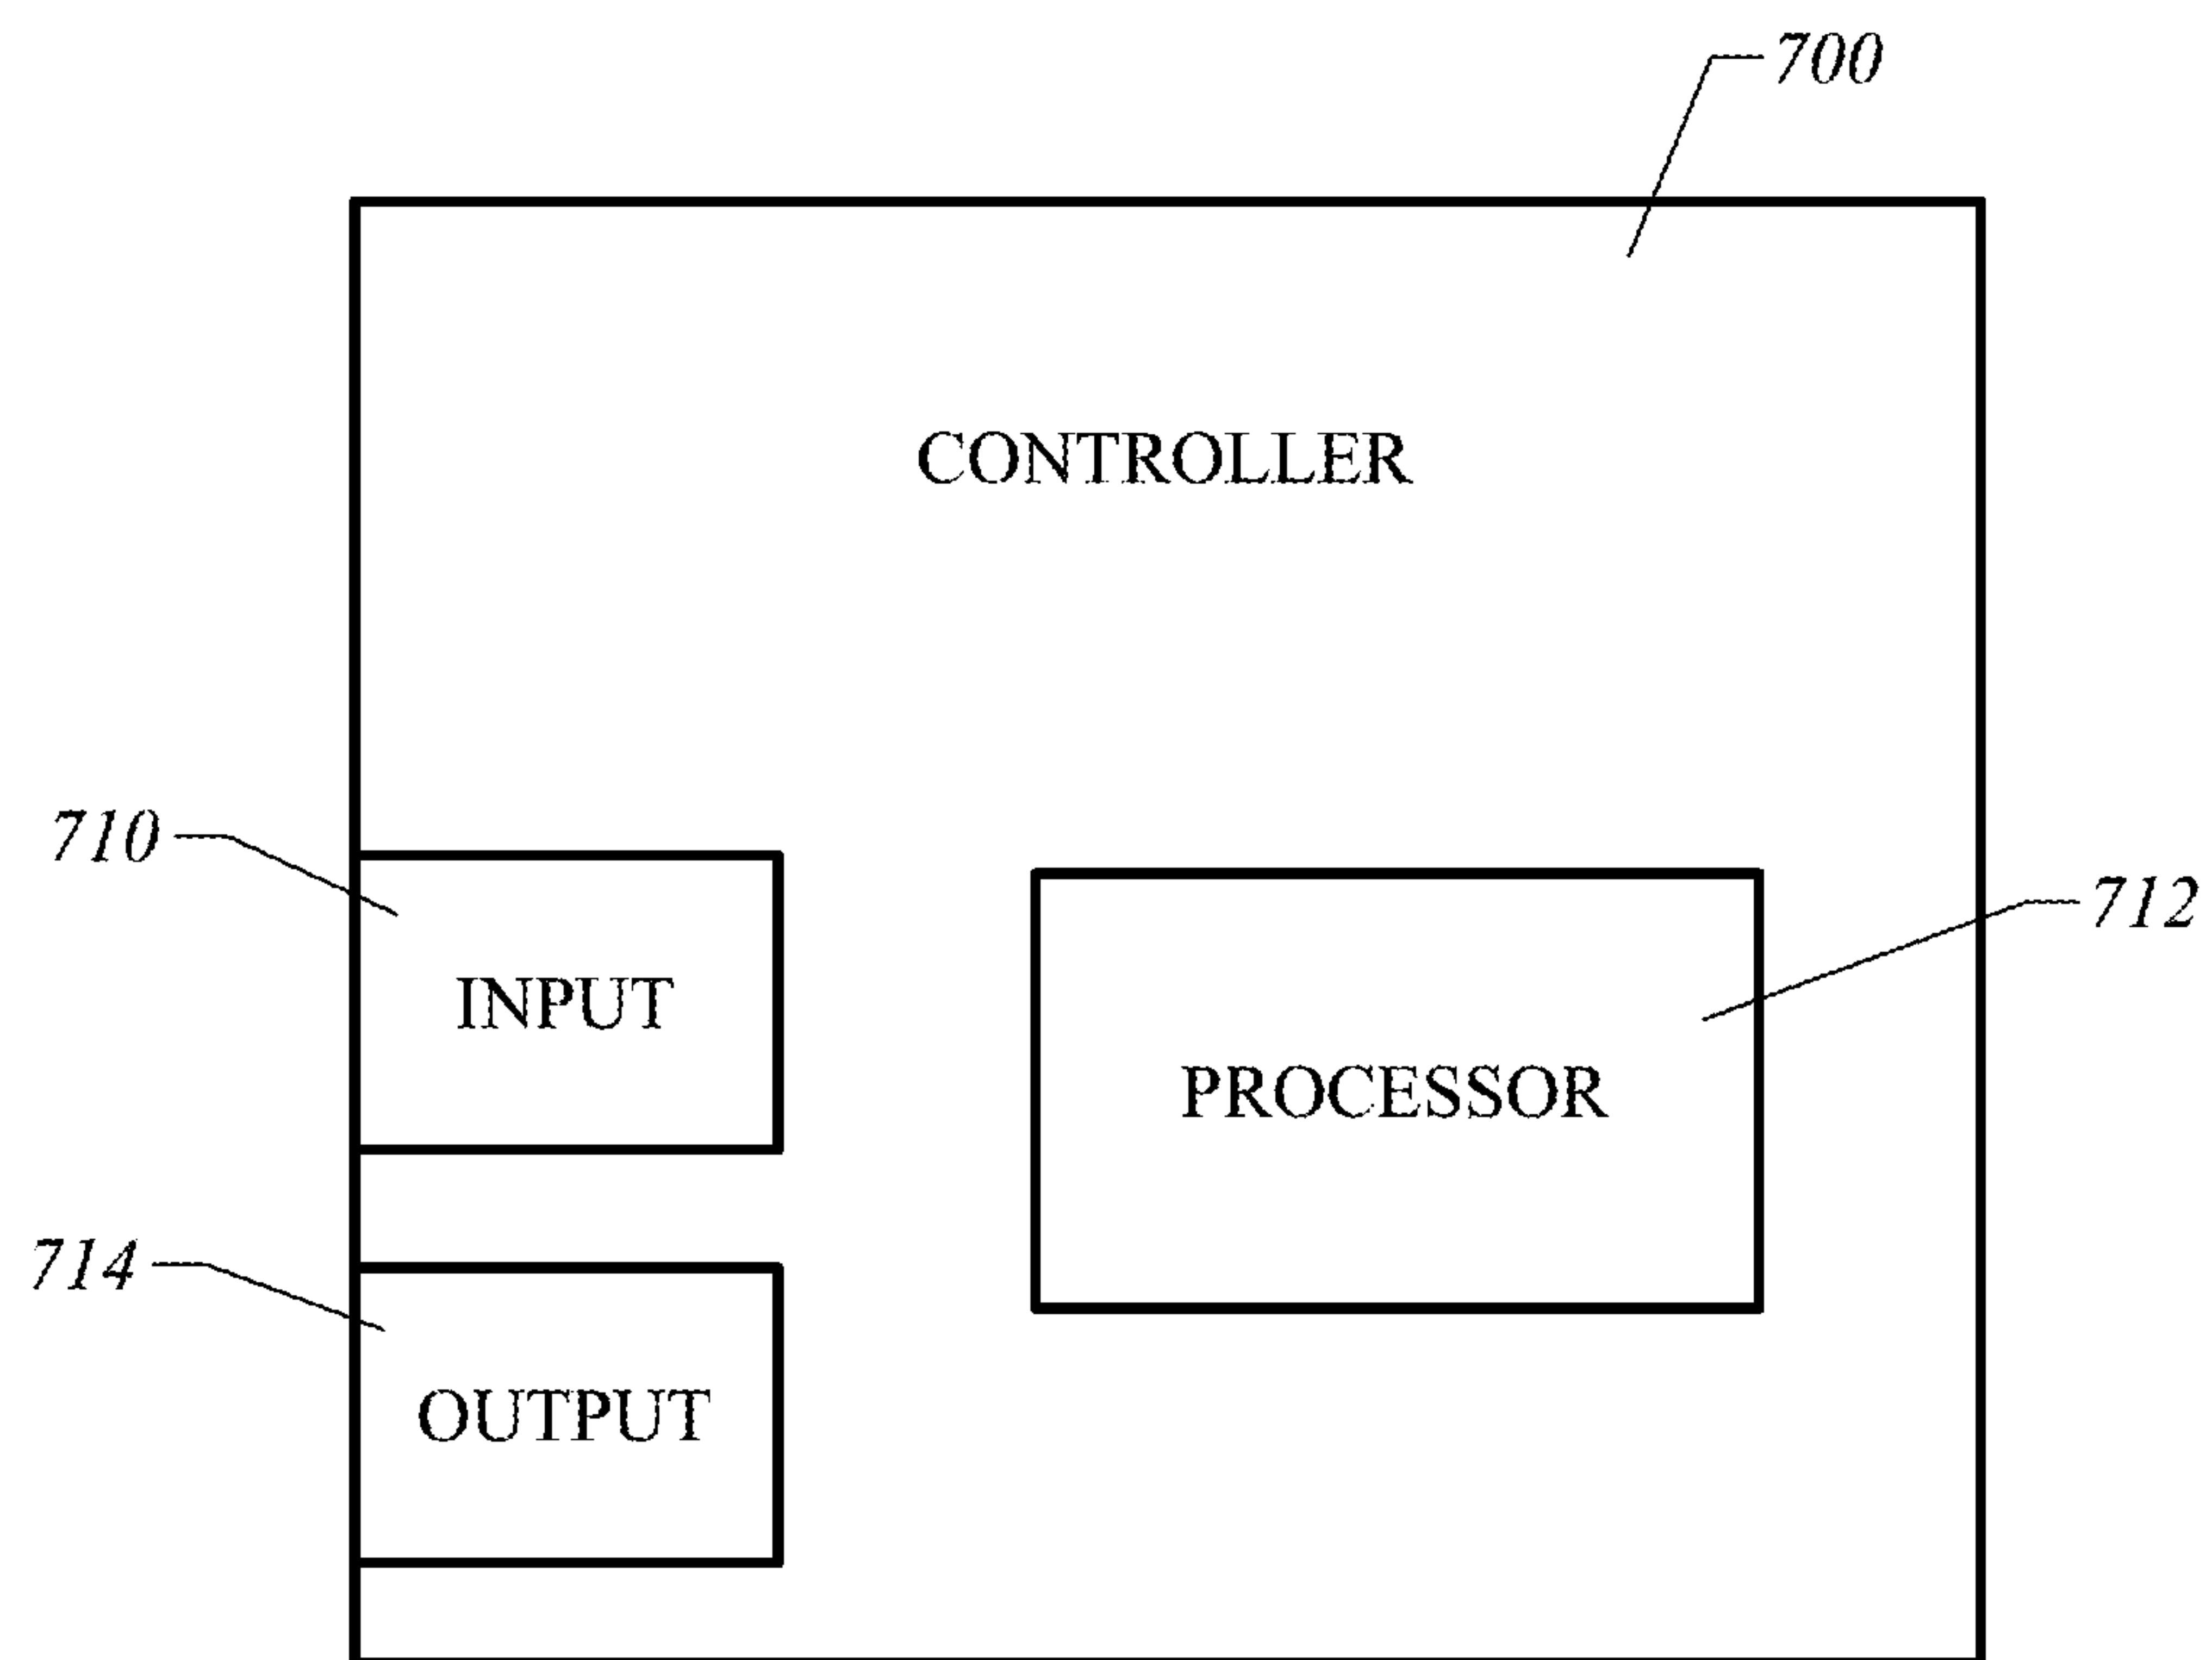 700
CONTROLLER
710
712
INPUT
PROCESSOR
714
OUTPUT